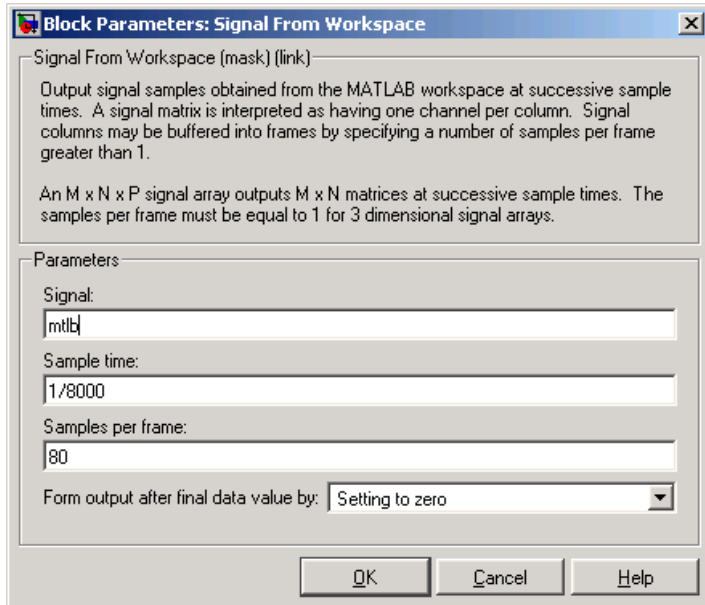 Block Parameters: Signal From Workspace
Signal From Workspace (mask) (link)
Output signal samples obtained from the MATLAB workspace at successive sample
times. A signal matrix is interpreted as having one channel per column. Signal
columns may be buffered into frames by specifying a number of samples per frame
greater than 1.
An M x N x P signal array outputs M x N matrices at successive sample times. The
samples per frame must be equal to 1 for 3 dimensional signal arrays.
Parameters
Signal:
mtlb
Sample time:
1/8000
Samples per frame:
80
Form output after final data value by: Setting to zero
OK Cancel Help